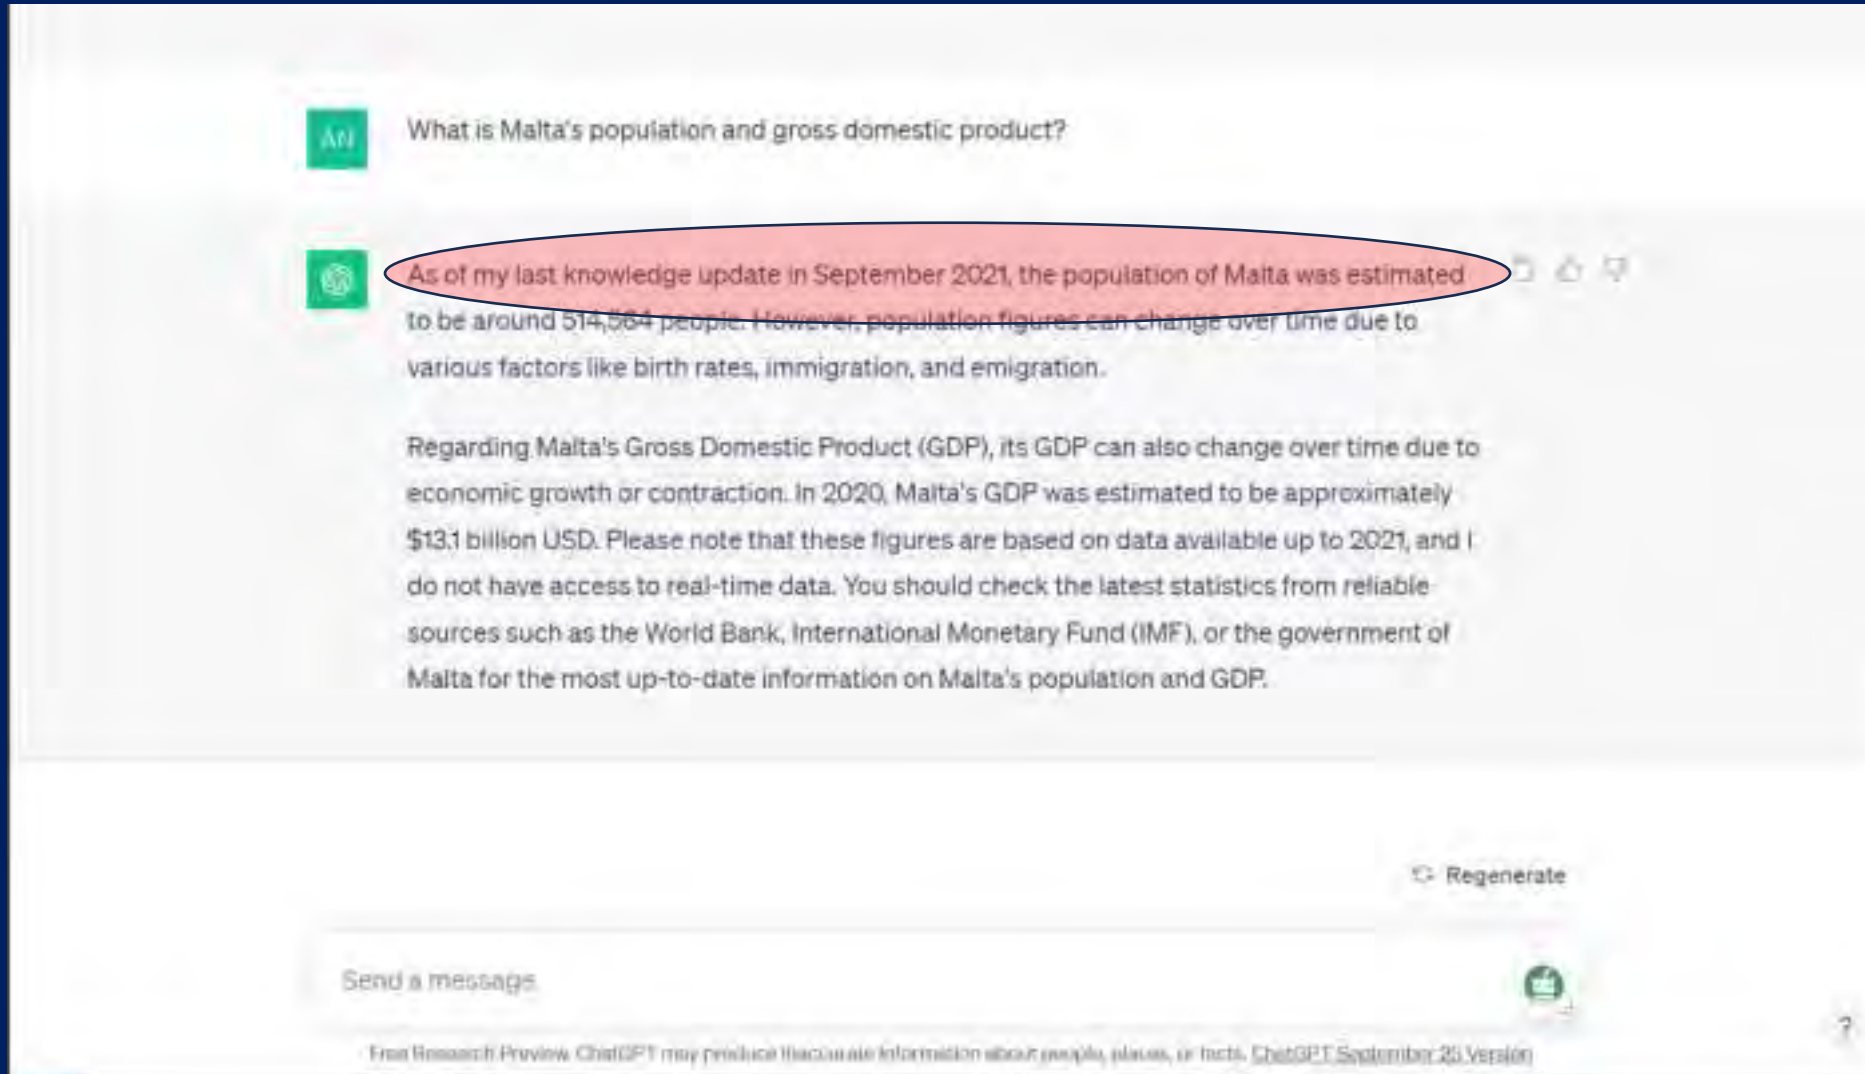 AN
What is Malta's population and gross domestic product?
As of my last knowledge update in September 2021, the population of Malta was estimated
to be around 514,564 people. However, population figures can change over time due to
various factors like birth rates, immigration, and emigration.
Regarding Malta's Gross Domestic Product (GDP), its GDP can also change over time due to
economic growth or contraction. In 2020, Malta's GDP was estimated to be approximately
$13.1 billion USD. Please note that these figures are based on data available up to 2021, and I
do not have access to real-time data. You should check the latest statistics from reliable
sources such as the World Bank, International Monetary Fund (IMF), or the government of
Malta for the most up-to-date information on Malta's population and GDP.
Regenerate
Send a message
Free Research Preview. ChatGPT may produce inaccurate information about people, places, or facts. ChatGPT September 25 Version
?